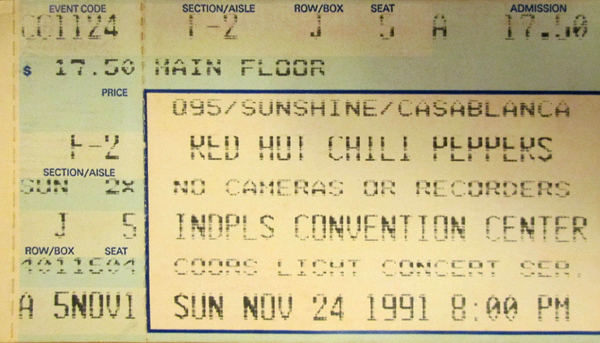 EVENT CODE SECTION/AISLE ROW/BOX SEAT ADMISSION
CC1124 F-2 J 5 A 17.50
$ 17.50 MAIN FLOOR
PRICE
Q95/SUNSHINE/CASABLANCA
F-2 RED HOT CHILI PEPPERS
SECTION/AISLE
SUN 2X NO CAMERAS OR RECORDERS
J 5 INDPLS CONVENTION CENTER
ROW/BOX SEAT
COORS LIGHT CONCERT SER.
A 5NOV1 SUN NOV 24 1991 8:00 PM